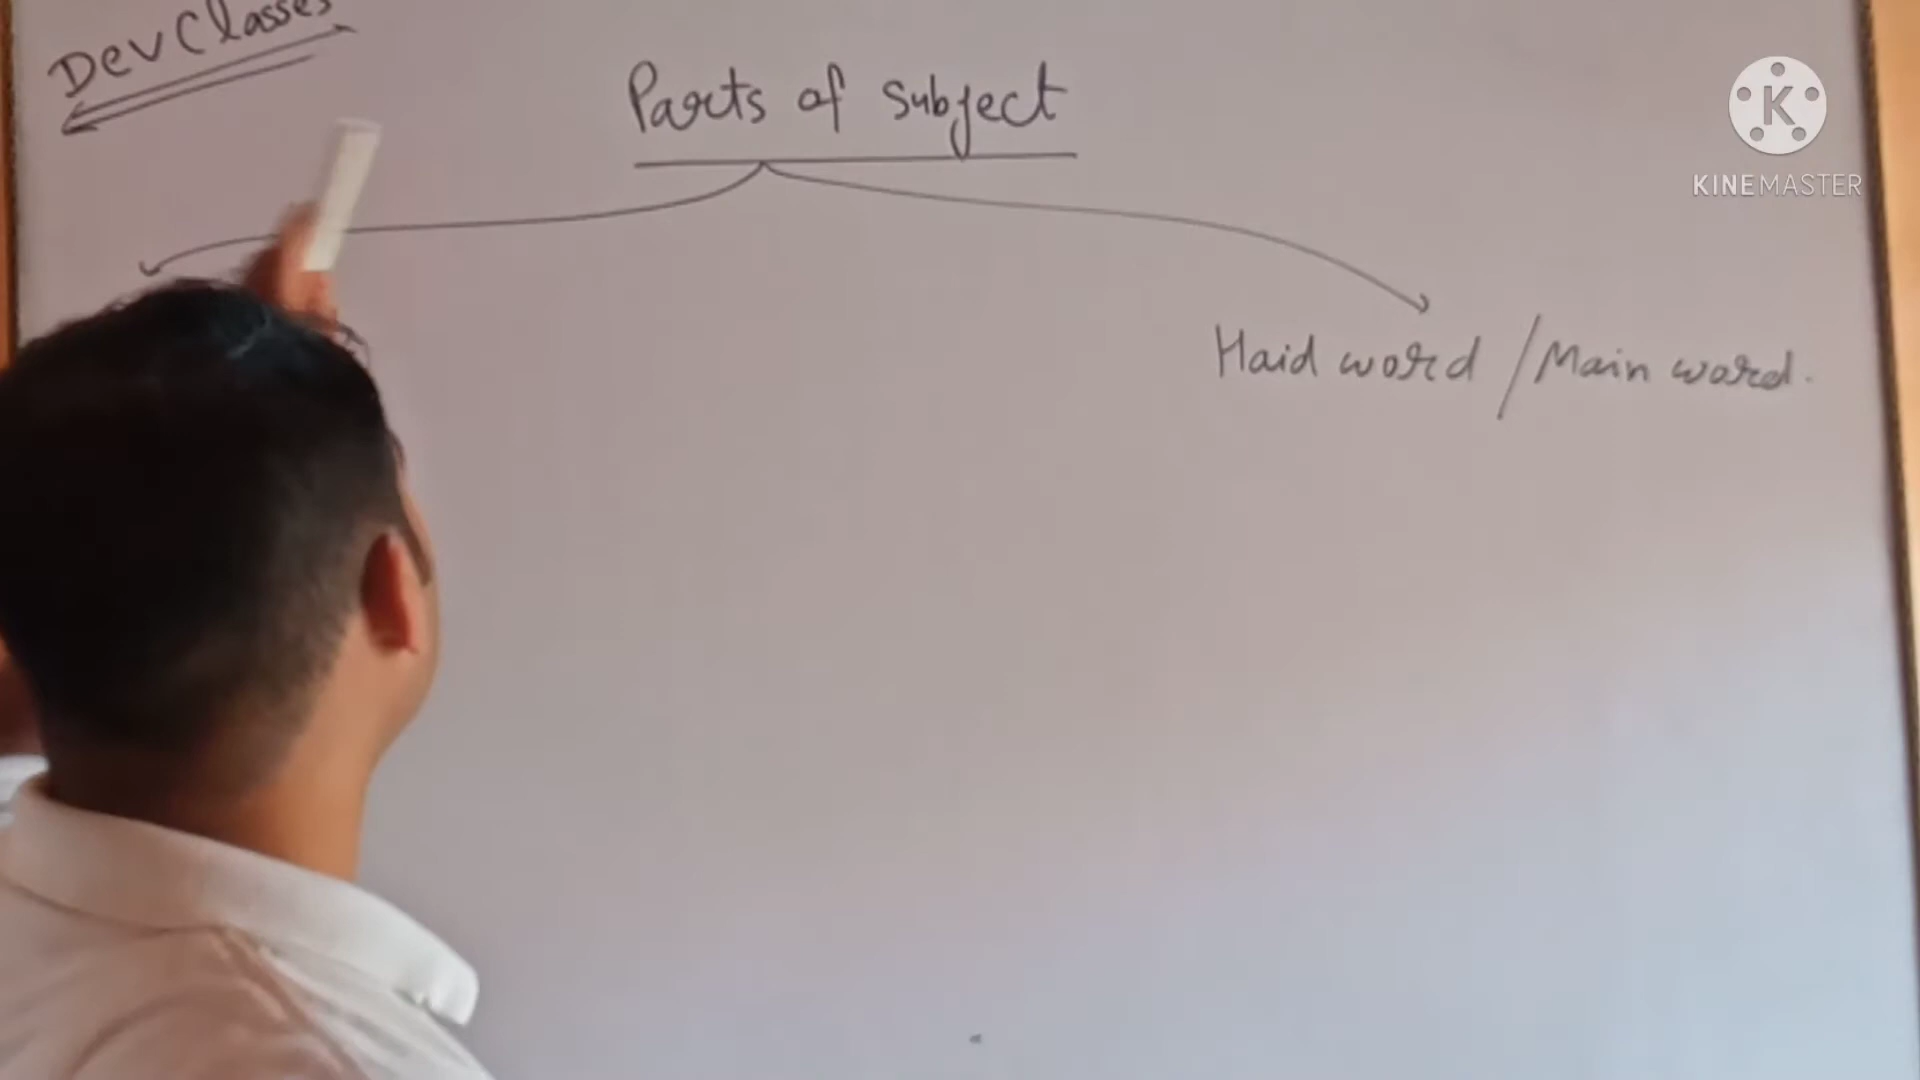 Dev Classes
Parts of subject
K
KINEMASTER
Haid word / Main word.